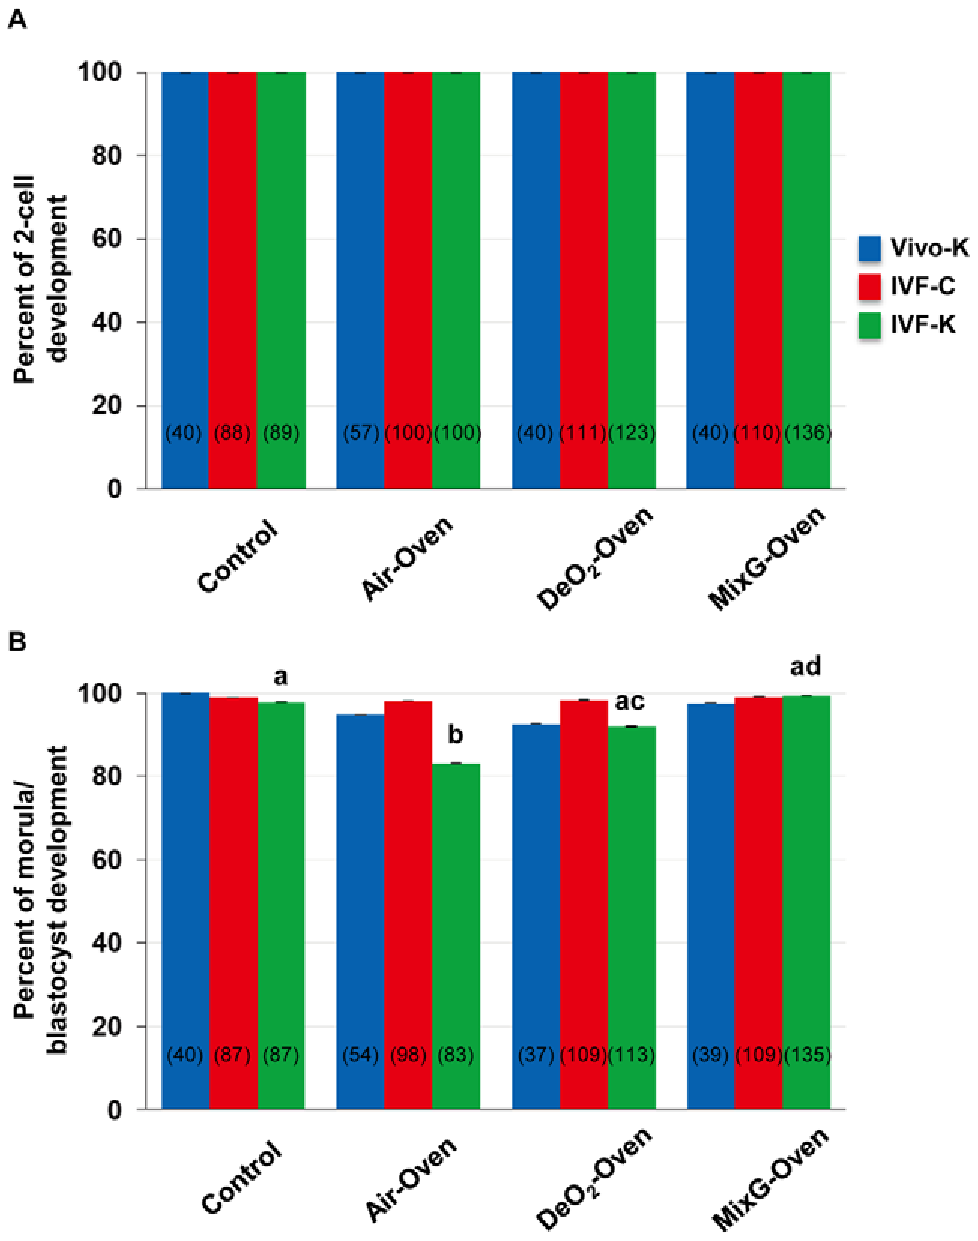 A
100
80
60
40
20
0
Percent of 2-cell
development
(40) (88) (89) (57) (100) (100) (40) (111) (123) (40) (110) (136)
Control
Air-Oven
DeO₂-Oven
MixG-Oven
Vivo-K
IVF-C
IVF-K
B
100
80
60
40
20
0
Percent of morula/
blastocyst development
a
b
ac
ad
(40) (87) (87) (54) (98) (83) (37) (109) (113) (39) (109) (135)
Control
Air-Oven
DeO₂-Oven
MixG-Oven